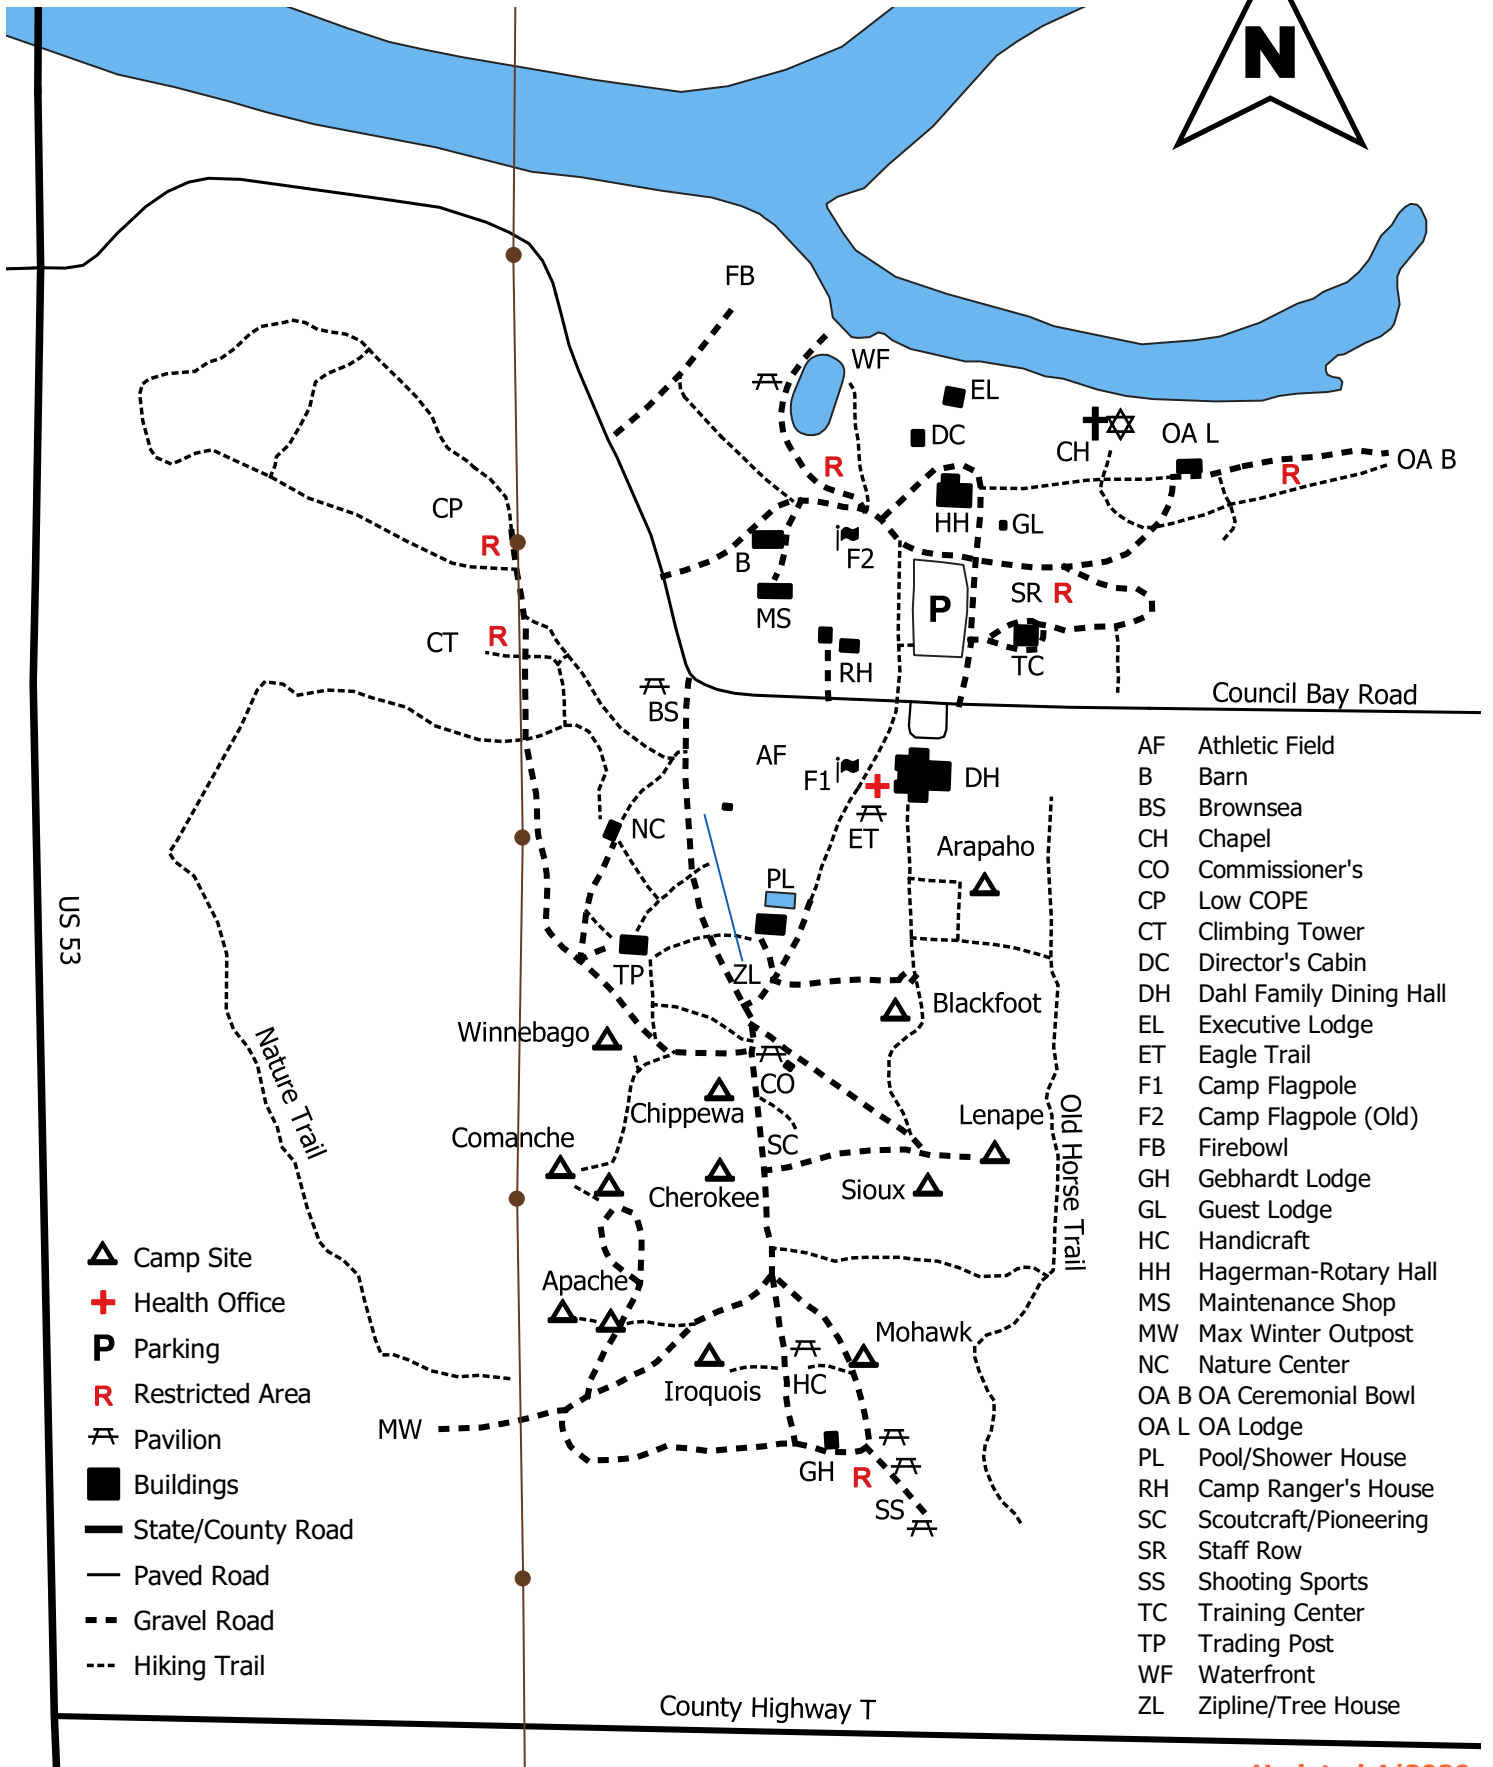 N
FB
WF
EL
DC
CH
OA L
OA B
R
R
CP
R
HH
GL
B
F2
MS
P
SR R
CT
R
RH
TC
BS
Council Bay Road
AF
F1
DH
ET
NC
Arapaho
PL
US 53
TP
ZL
Blackfoot
Winnebago
Nature Trail
CO
Chippewa
Lenape
Old Horse Trail
Comanche
SC
Cherokee
Sioux
Apache
Mohawk
Iroquois
HC
MW
GH
R
SS
County Highway T
Camp Site
Health Office
P Parking
R Restricted Area
Pavilion
Buildings
State/County Road
Paved Road
Gravel Road
Hiking Trail
AF Athletic Field
B Barn
BS Brownsea
CH Chapel
CO Commissioner's
CP Low COPE
CT Climbing Tower
DC Director's Cabin
DH Dahl Family Dining Hall
EL Executive Lodge
ET Eagle Trail
F1 Camp Flagpole
F2 Camp Flagpole (Old)
FB Firebowl
GH Gebhardt Lodge
GL Guest Lodge
HC Handicraft
HH Hagerman-Rotary Hall
MS Maintenance Shop
MW Max Winter Outpost
NC Nature Center
OA B OA Ceremonial Bowl
OA L OA Lodge
PL Pool/Shower House
RH Camp Ranger's House
SC Scoutcraft/Pioneering
SR Staff Row
SS Shooting Sports
TC Training Center
TP Trading Post
WF Waterfront
ZL Zipline/Tree House